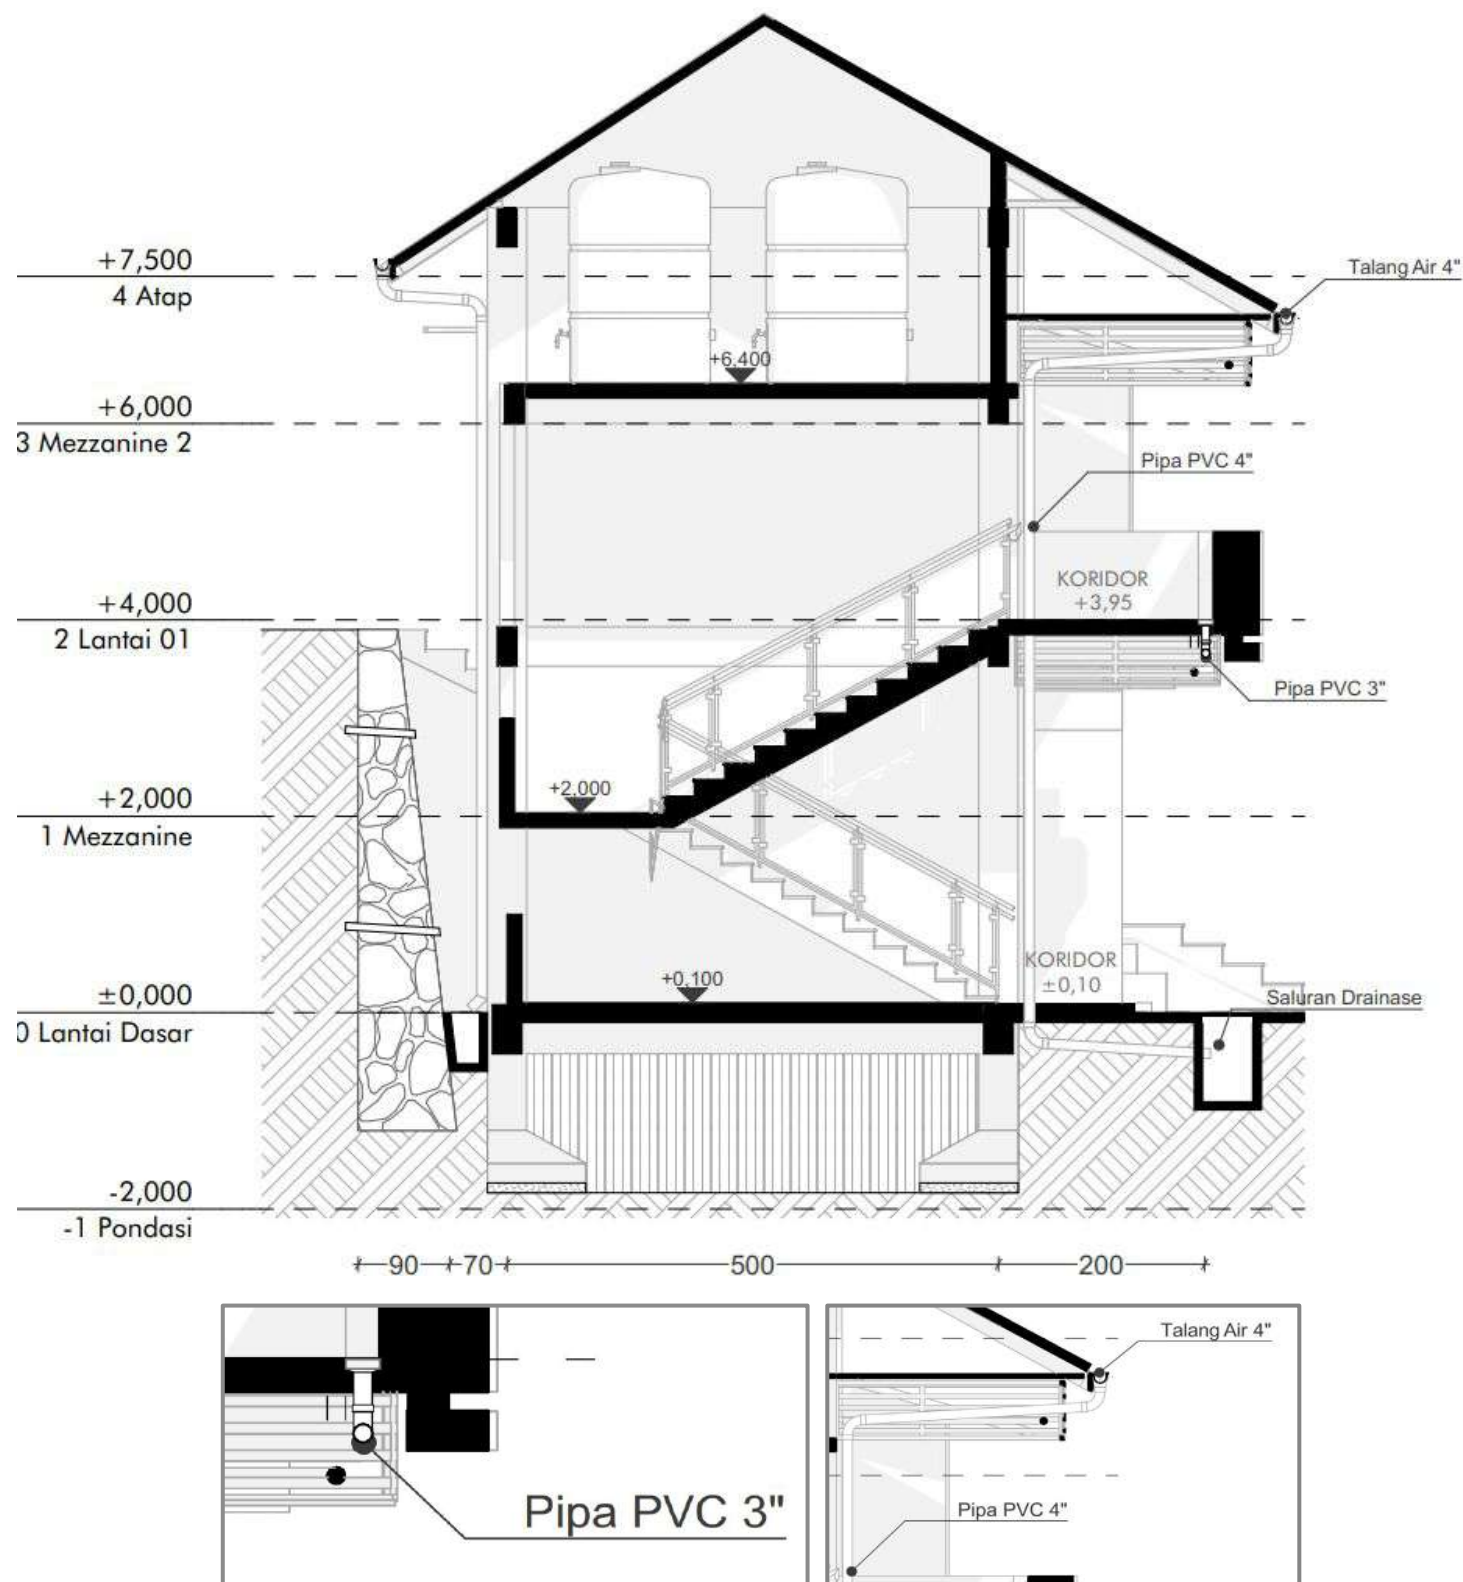 +7,500
4 Atap
Talang Air 4"
+6,400
+6,000
3 Mezzanine 2
Pipa PVC 4"
KORIDOR
+3,95
+4,000
2 Lantai 01
Pipa PVC 3"
+2,000
+2,000
1 Mezzanine
KORIDOR
±0,10
+0,100
±0,000
0 Lantai Dasar
Saluran Drainase
-2,000
-1 Pondasi
90 70 500 200
Talang Air 4"
Pipa PVC 3"
Pipa PVC 4"